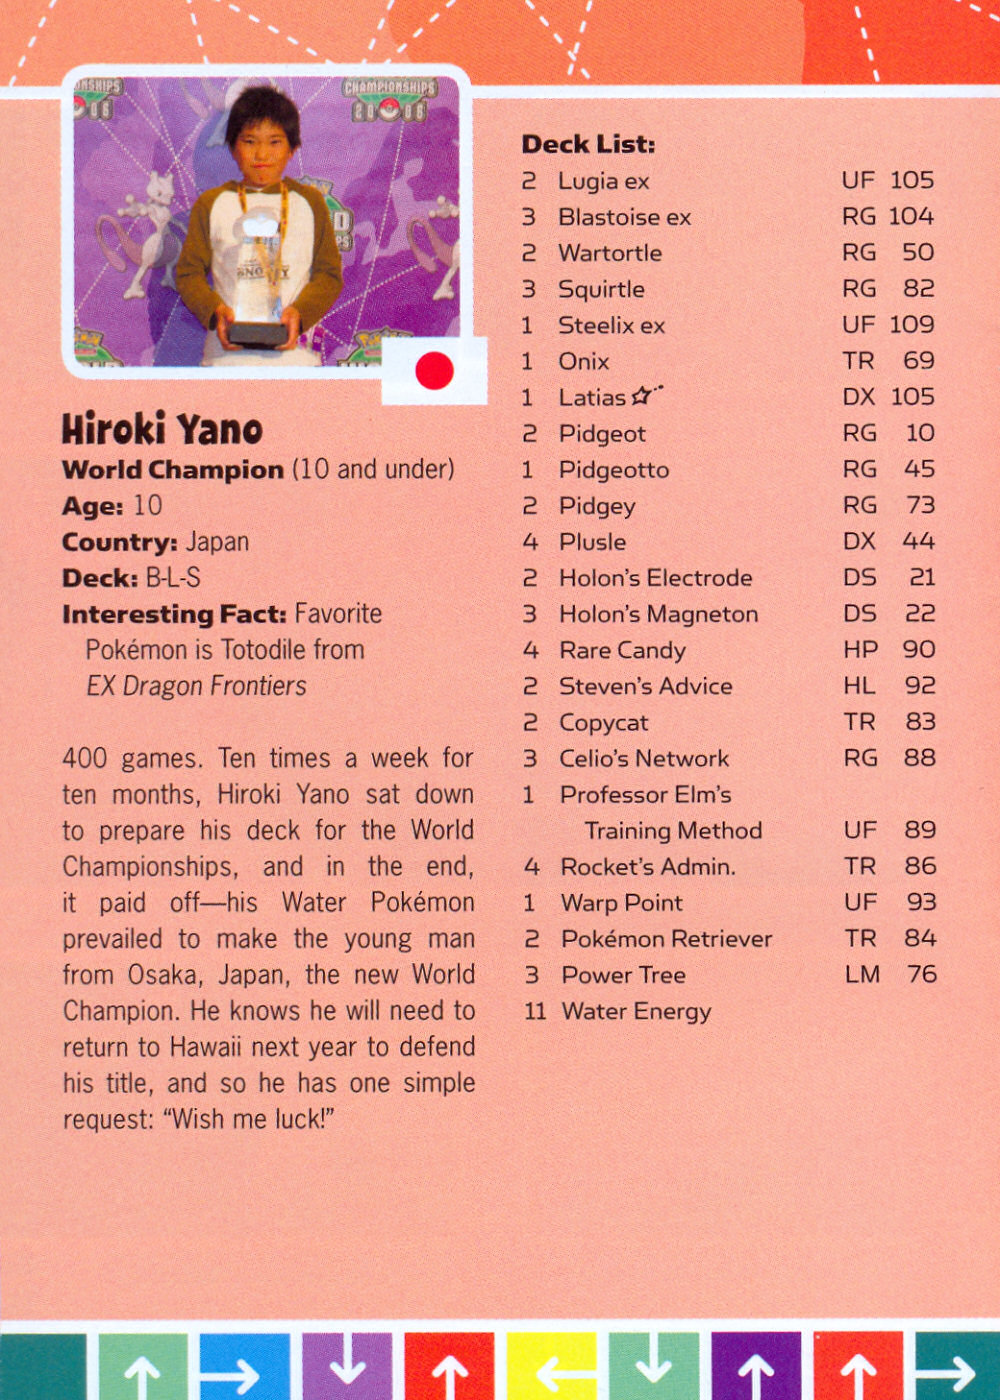 CHAMPIONSHIPS
2006
Hiroki Yano
World Champion (10 and under)
Age: 10
Country: Japan
Deck: B-L-S
Interesting Fact: Favorite
Pokémon is Totodile from
EX Dragon Frontiers
400 games. Ten times a week for
ten months, Hiroki Yano sat down
to prepare his deck for the World
Championships, and in the end,
it paid off—his Water Pokémon
prevailed to make the young man
from Osaka, Japan, the new World
Champion. He knows he will need to
return to Hawaii next year to defend
his title, and so he has one simple
request: “Wish me luck!”
Deck List:
2 Lugia ex UF 105
3 Blastoise ex RG 104
2 Wartortle RG 50
3 Squirtle RG 82
1 Steelix ex UF 109
1 Onix TR 69
1 Latias ☆ DX 105
2 Pidgeot RG 10
1 Pidgeotto RG 45
2 Pidgey RG 73
4 Plusle DX 44
2 Holon’s Electrode DS 21
3 Holon’s Magneton DS 22
4 Rare Candy HP 90
2 Steven’s Advice HL 92
2 Copycat TR 83
3 Celio’s Network RG 88
1 Professor Elm’s
Training Method UF 89
4 Rocket’s Admin. TR 86
1 Warp Point UF 93
2 Pokémon Retriever TR 84
3 Power Tree LM 76
11 Water Energy